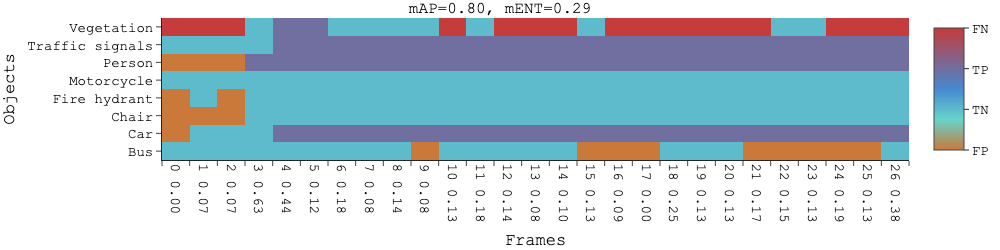 mAP=0.80, mENT=0.29
Objects
Vegetation
Traffic signals
Person
Motorcycle
Fire hydrant
Chair
Car
Bus
FN
TP
TN
FP
0 0.00
1 0.07
2 0.07
3 0.63
4 0.44
5 0.12
6 0.18
7 0.08
8 0.14
9 0.08
10 0.13
11 0.18
12 0.14
13 0.08
14 0.10
15 0.13
16 0.09
17 0.00
18 0.25
19 0.13
20 0.13
21 0.17
22 0.15
23 0.13
24 0.19
25 0.13
26 0.38
Frames